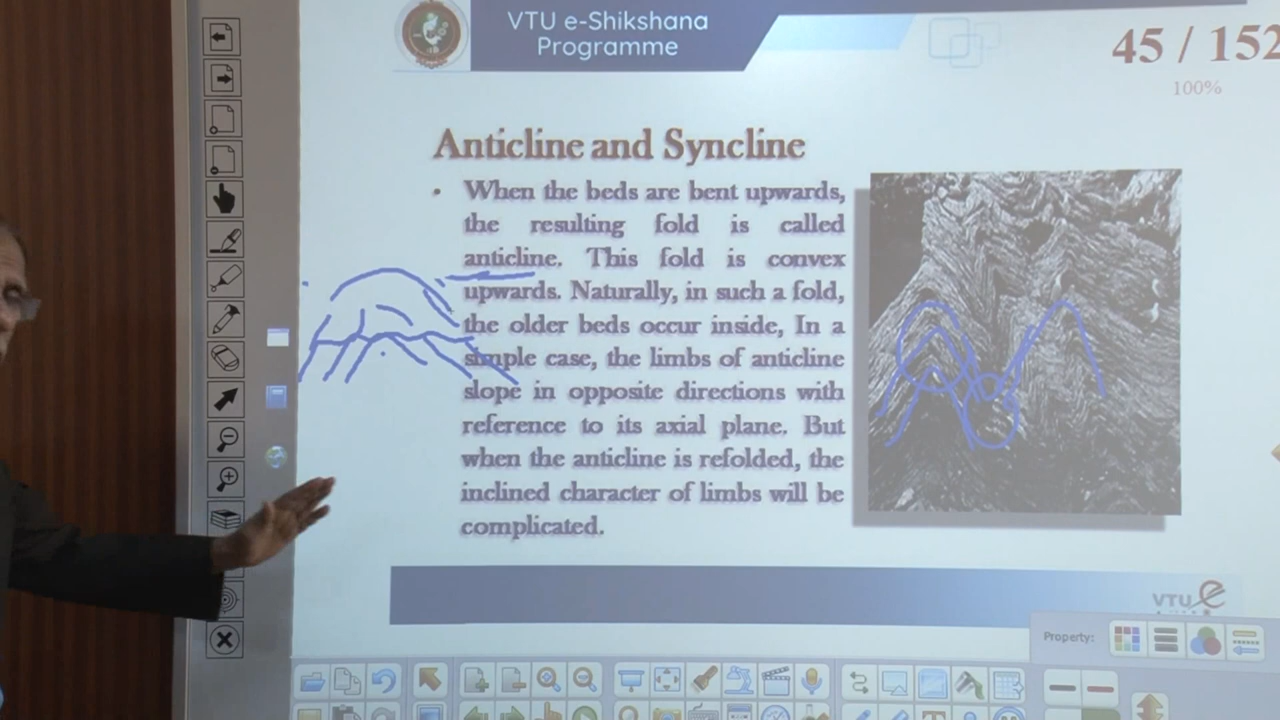 VTU e-Shikshana
Programme
45 / 152
100%
Anticline and Syncline
• When the beds are bent upwards,
the resulting fold is called
anticline. This fold is convex
upwards. Naturally, in such a fold,
the older beds occur inside, In a
simple case, the limbs of anticline
slope in opposite directions with
reference to its axial plane. But
when the anticline is refolded, the
inclined character of limbs will be
complicated.
VTU e
Property: